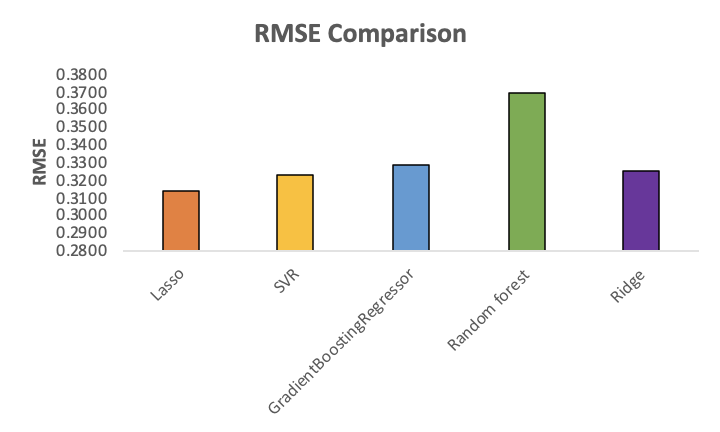 RMSE Comparison
RMSE
0.3800
0.3700
0.3600
0.3500
0.3400
0.3300
0.3200
0.3100
0.3000
0.2900
0.2800
Lasso
SVR
GradientBoostingRegressor
Random forest
Ridge